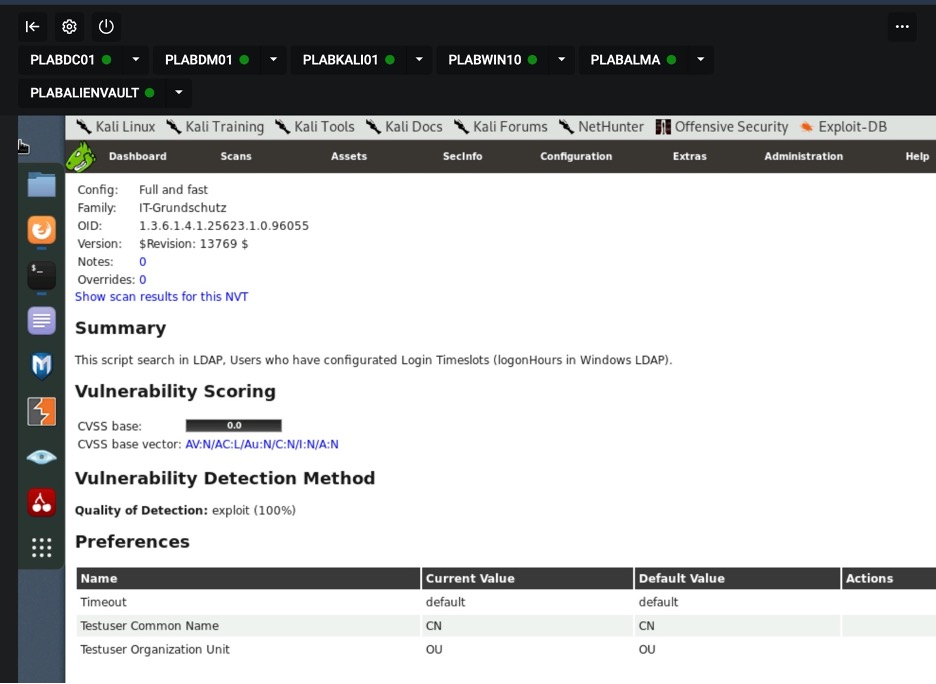 PLABDC01
PLABDM01
PLABKALI01
PLABWIN10
PLABALMA
PLABALIENVAULT
Kali Linux Kali Training Kali Tools Kali Docs Kali Forums NetHunter Offensive Security Exploit-DB
Dashboard Scans Assets SecInfo Configuration Extras Administration Help
Config: Full and fast
Family: IT-Grundschutz
OID: 1.3.6.1.4.1.25623.1.0.96055
Version: $Revision: 13769 $
Notes: 0
Overrides: 0
Show scan results for this NVT
Summary
This script search in LDAP, Users who have configurated Login Timeslots (logonHours in Windows LDAP).
Vulnerability Scoring
CVSS base: 0.0
CVSS base vector: AV:N/AC:L/Au:N/C:N/I:N/A:N
Vulnerability Detection Method
Quality of Detection: exploit (100%)
Preferences
Name Current Value Default Value Actions
Timeout default default
Testuser Common Name CN CN
Testuser Organization Unit OU OU
$_